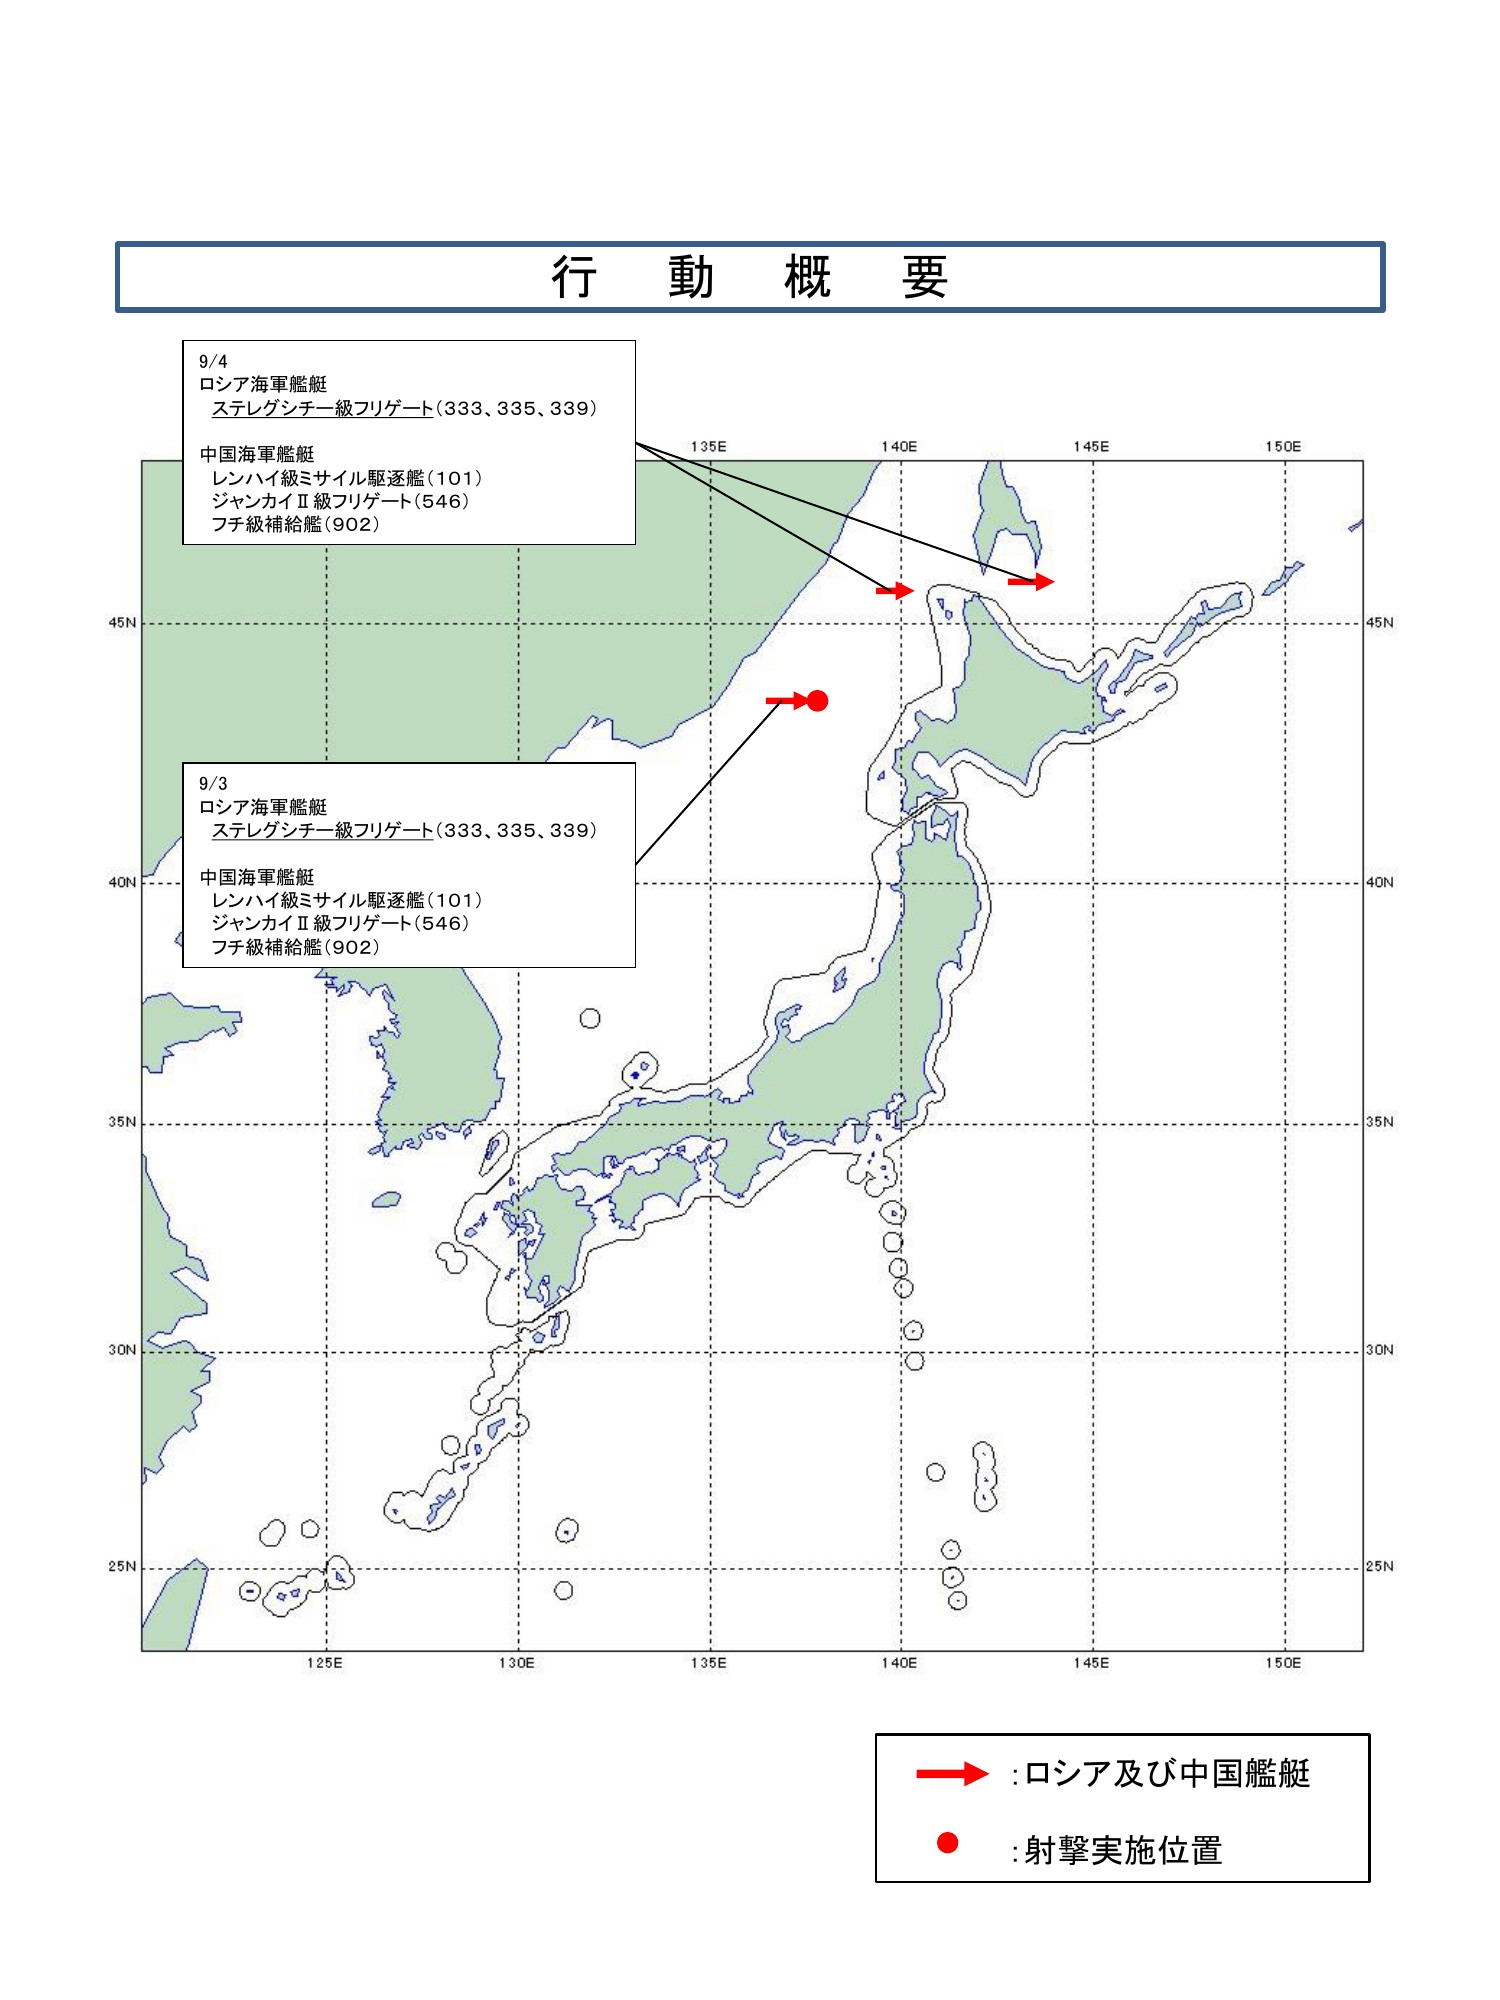 行動概要
9/4
ロシア海軍艦艇
ステレグシチー級フリゲート(333、335、339)
中国海軍艦艇
レンハイ級ミサイル駆逐艦(101)
ジャンカイⅡ級フリゲート(546)
フチ級補給艦(902)
135E 140E 145E 150E
45N 45N
9/3
ロシア海軍艦艇
ステレグシチー級フリゲート(333、335、339)
中国海軍艦艇
レンハイ級ミサイル駆逐艦(101)
ジャンカイⅡ級フリゲート(546)
フチ級補給艦(902)
40N 40N
35N 35N
30N 30N
25N 25N
125E 130E 135E 140E 145E 150E
:ロシア及び中国艦艇
:射撃実施位置